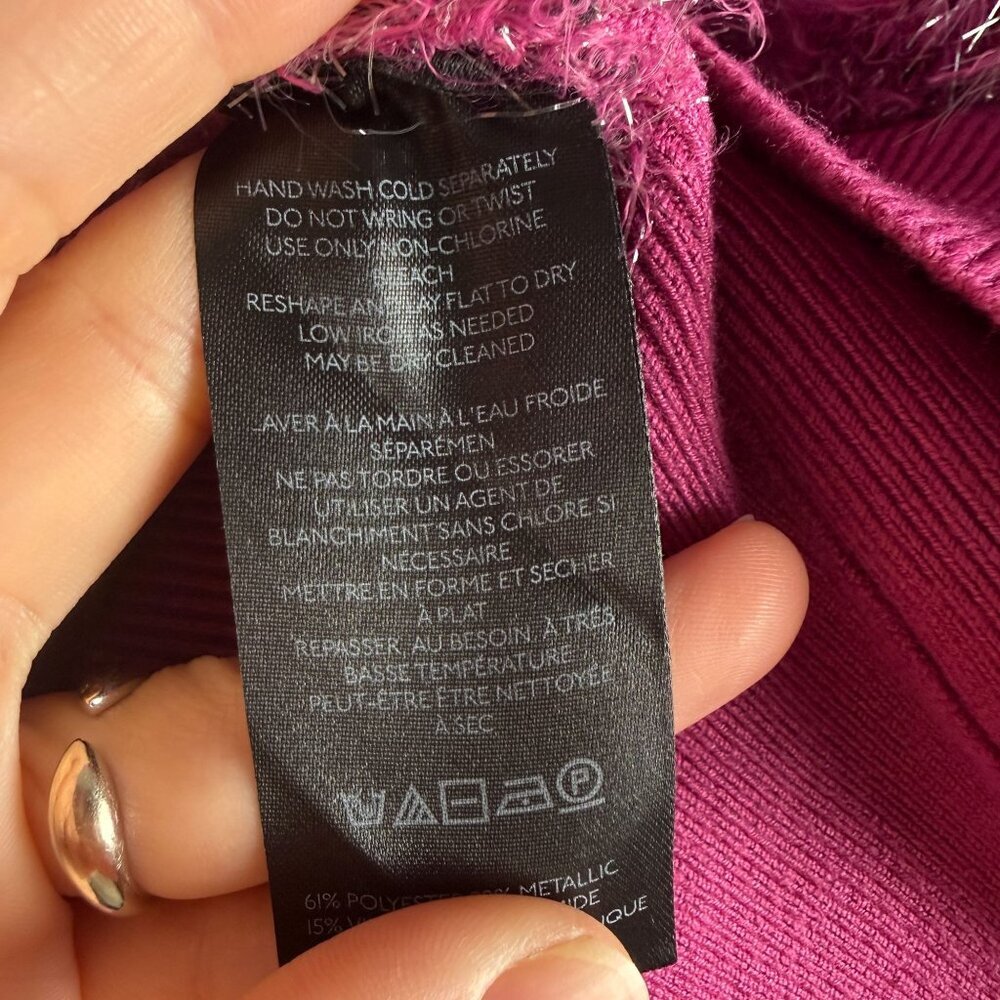 HAND WASH COLD SEPARATELY
DO NOT WRING OR TWIST
USE ONLY NON-CHLORINE
BLEACH
RESHAPE AND LAY FLAT TO DRY
LOW IRON AS NEEDED
MAY BE DRY CLEANED
LAVER À LA MAIN À L'EAU FROIDE
SÉPARÉMEN
NE PAS TORDRE OU ESSORER
UTILISER UN AGENT DE
BLANCHIMENT SANS CHLORE SI
NÉCESSAIRE
METTRE EN FORME ET SÉCHER
À PLAT
REPASSER, AU BESOIN, À TRÈS
BASSE TEMPÉRATURE
PEUT-ÊTRE ÊTRE NETTOYÉE
À SEC
P
61% POLYESTER METALLIC
15%